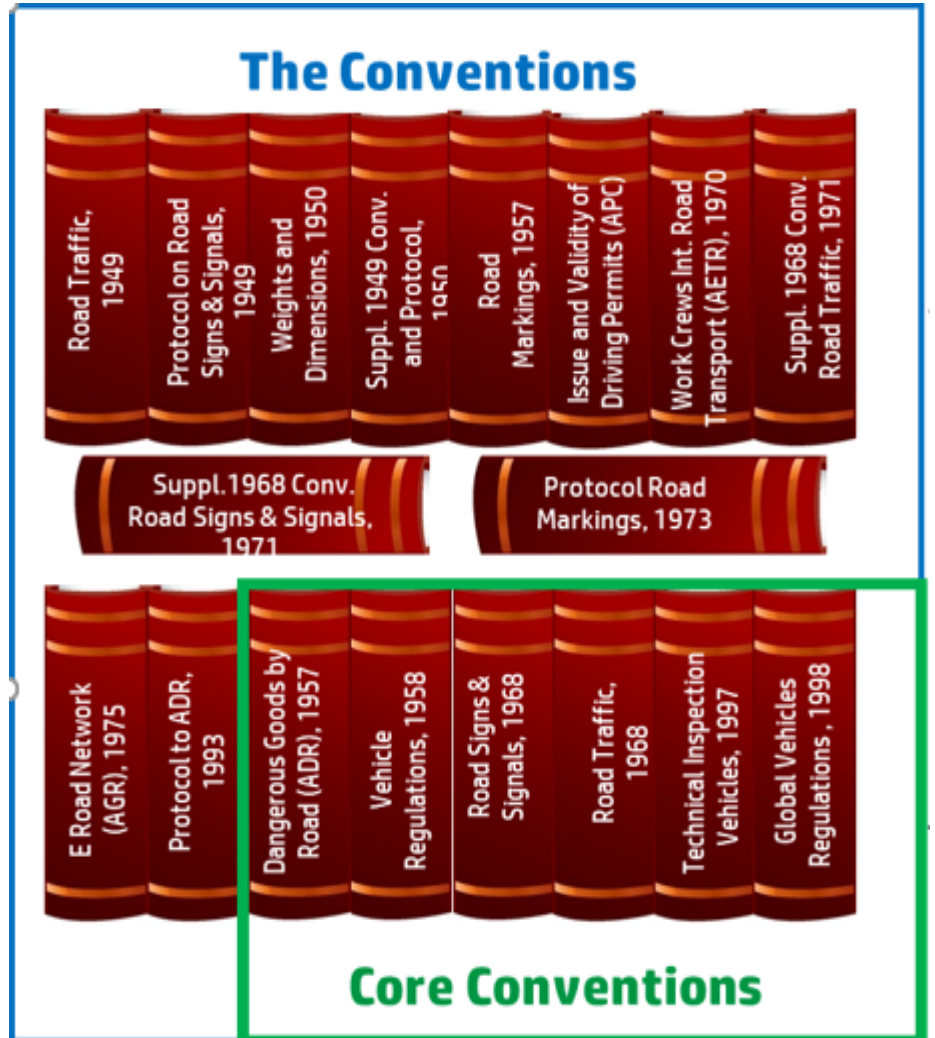 The Conventions
Road Traffic,
1949
Protocol on Road
Signs & Signals,
1949
Weights and
Dimensions, 1950
Suppl. 1949 Conv.
and Protocol,
1950
Road
Markings, 1957
Issue and Validity of
Driving Permits (APC)
Work Crews Int. Road
Transport (AETR), 1970
Suppl. 1968 Conv.
Road Traffic, 1971
Suppl.1968 Conv.
Road Signs & Signals,
1971
Protocol Road
Markings, 1973
E Road Network
(AGR), 1975
Protocol to ADR,
1993
Dangerous Goods by
Road (ADR), 1957
Vehicle
Regulations, 1958
Road Signs &
Signals, 1968
Road Traffic,
1968
Technical Inspection
Vehicles, 1997
Global Vehicles
Regulations , 1998
Core Conventions